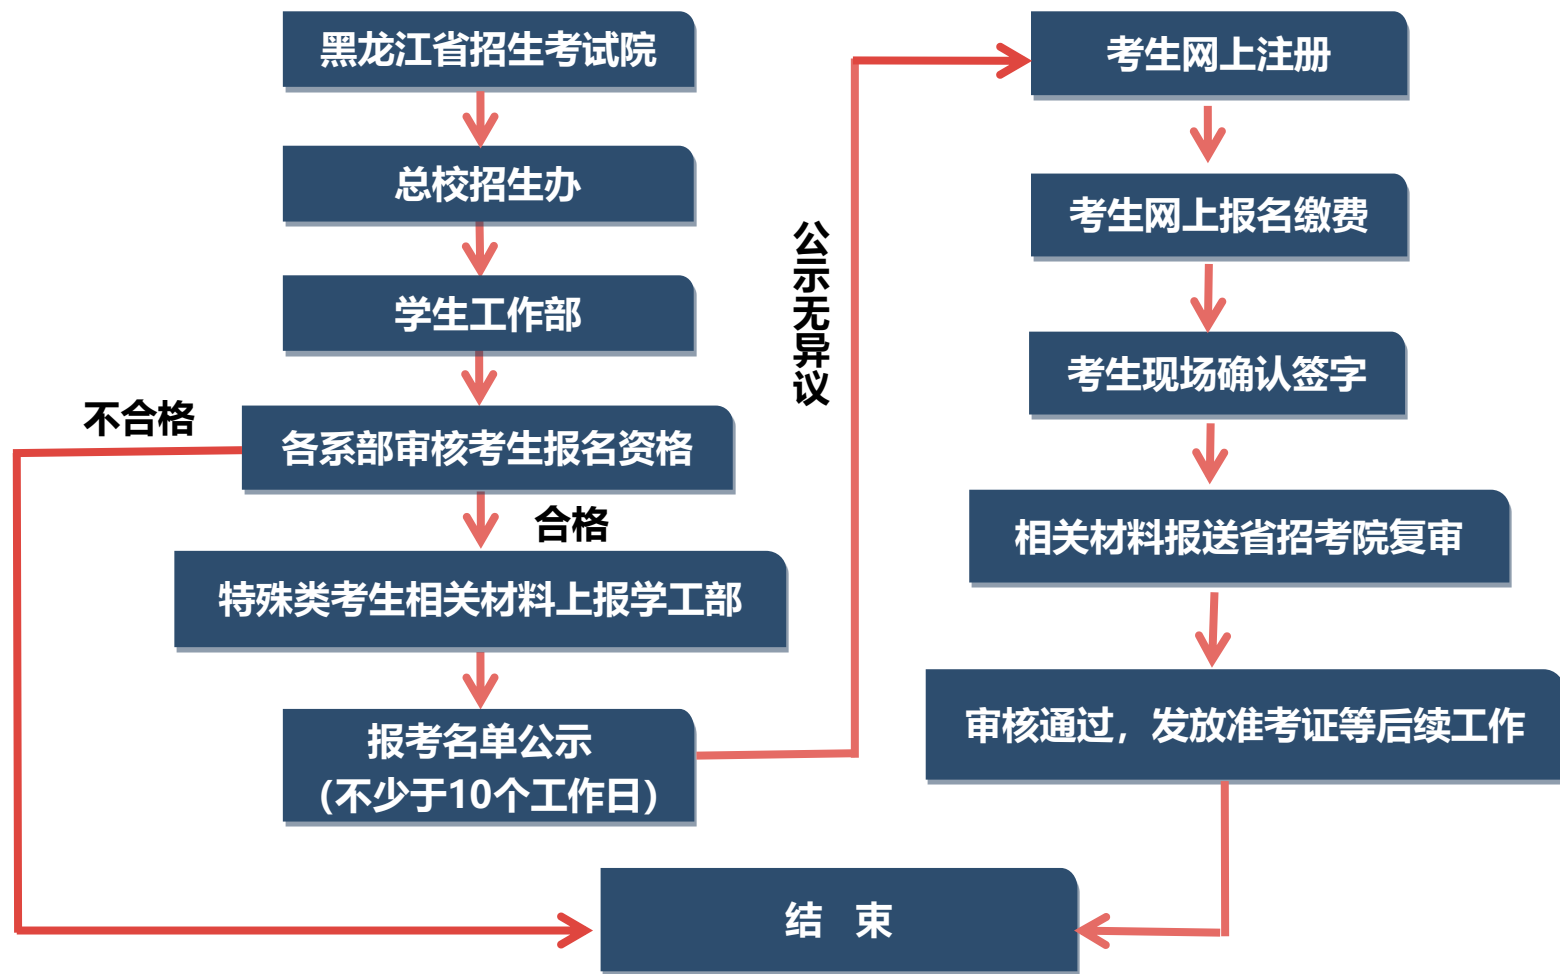 黑龙江省招生考试院
总校招生办
学生工作部
不合格
各系部审核考生报名资格
合格
特殊类考生相关材料上报学工部
报考名单公示
（不少于10个工作日）
公示无异议
考生网上注册
考生网上报名缴费
考生现场确认签字
相关材料报送省招考院复审
审核通过，发放准考证等后续工作
结 束